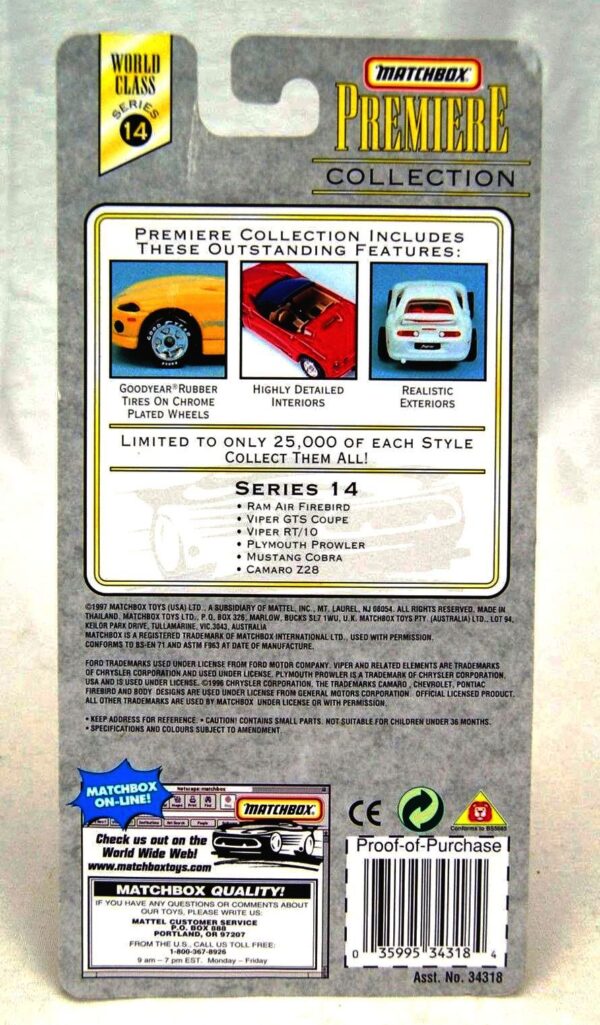 WORLD
CLASS
SERIES
14
MATCHBOX
PREMIERE
COLLECTION
PREMIERE COLLECTION INCLUDES
THESE OUTSTANDING FEATURES:
GOODYEAR® RUBBER
TIRES ON CHROME
PLATED WHEELS
HIGHLY DETAILED
INTERIORS
REALISTIC
EXTERIORS
LIMITED TO ONLY 25,000 OF EACH STYLE
COLLECT THEM ALL!
SERIES 14
• RAM AIR FIREBIRD
• VIPER GTS COUPE
• VIPER RT/10
• PLYMOUTH PROWLER
• MUSTANG COBRA
• CAMARO Z28
©1997 MATCHBOX TOYS (USA) LTD., A SUBSIDIARY OF MATTEL, INC., MT. LAUREL, NJ 08054. ALL RIGHTS RESERVED. MADE IN
THAILAND. MATCHBOX TOYS LTD., P.O. BOX 326, MARLOW, BUCKS SL7 1WU, U.K. MATCHBOX TOYS PTY. (AUSTRALIA) LTD., LOT 94,
KEILOR PARK DRIVE, TULLAMARINE, VIC.3043, AUSTRALIA
MATCHBOX IS A REGISTERED TRADEMARK OF MATCHBOX INTERNATIONAL LTD., USED WITH PERMISSION.
CONFORMS TO BS-EN 71 AND ASTM F963 AT DATE OF MANUFACTURE.
FORD TRADEMARKS USED UNDER LICENSE FROM FORD MOTOR COMPANY. VIPER AND RELATED ELEMENTS ARE TRADEMARKS
OF CHRYSLER CORPORATION AND USED UNDER LICENSE. PLYMOUTH PROWLER IS A TRADEMARK OF CHRYSLER CORPORATION
USA AND IS USED UNDER LICENSE. ©1996 CHRYSLER CORPORATION. THE TRADEMARKS CAMARO, CHEVROLET, PONTIAC
FIREBIRD AND BODY DESIGNS ARE USED UNDER LICENSE FROM GENERAL MOTORS CORPORATION. OFFICIAL LICENSED PRODUCT.
ALL OTHER TRADEMARKS ARE USED BY MATCHBOX UNDER LICENSE OR WITH PERMISSION.
• KEEP ADDRESS FOR REFERENCE. • CAUTION! CONTAINS SMALL PARTS. NOT SUITABLE FOR CHILDREN UNDER 36 MONTHS.
• SPECIFICATIONS AND COLOURS SUBJECT TO AMENDMENT.
MATCHBOX
ON-LINE!
Netscape: matchbox
MATCHBOX
Check us out on the
World Wide Web!
www.matchboxtoys.com
MATCHBOX QUALITY!
IF YOU HAVE ANY QUESTIONS OR COMMENTS ABOUT
OUR TOYS, PLEASE WRITE US:
MATTEL CUSTOMER SERVICE
P.O. BOX 888
PORTLAND, OR 97207
FROM THE U.S., CALL US TOLL FREE:
1-800-367-8926
9 am – 7 pm EST. Monday – Friday
CE
Conforms to BS5665
Proof-of-Purchase
0 35995 34318 4
Asst. No. 34318